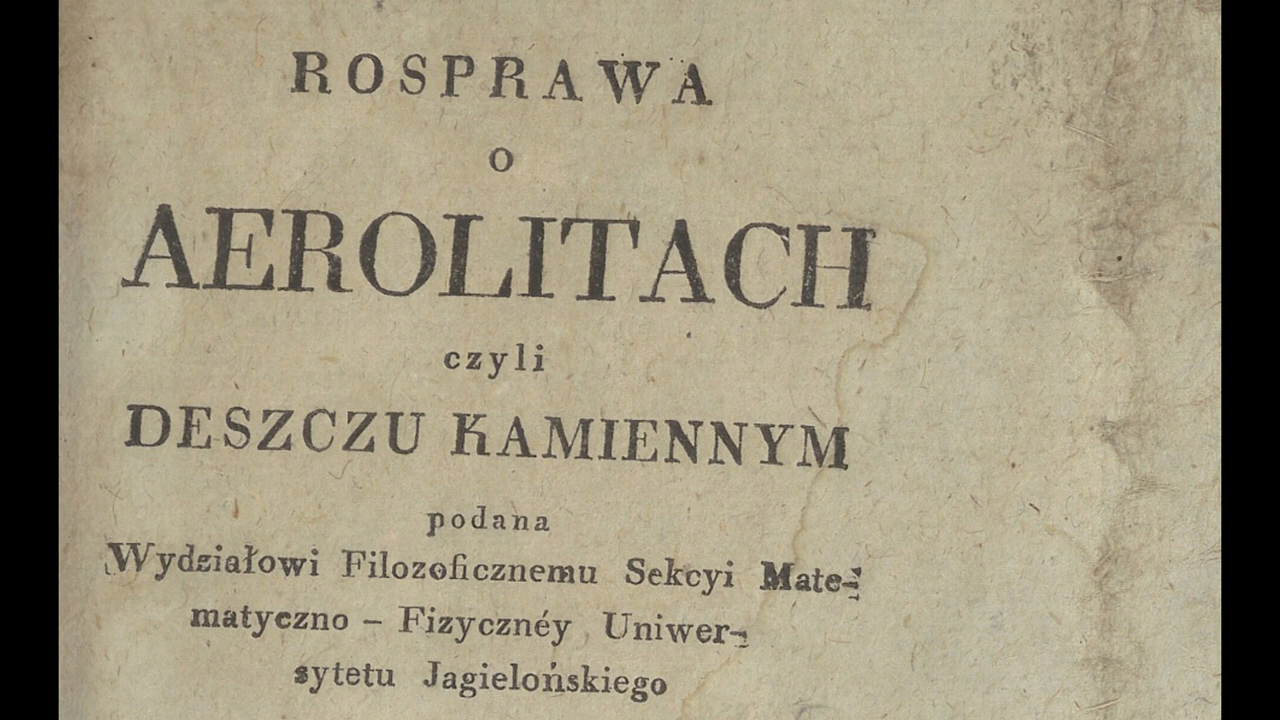 ROSPRAWA
O
AEROLITACH
czyli
DESZCZU KAMIENNYM
podana
Wydziałowi Filozoficznemu Sekcyi Mate-
matyczno – Fizycznéy Uniwer-
sytetu Jagielońskiego